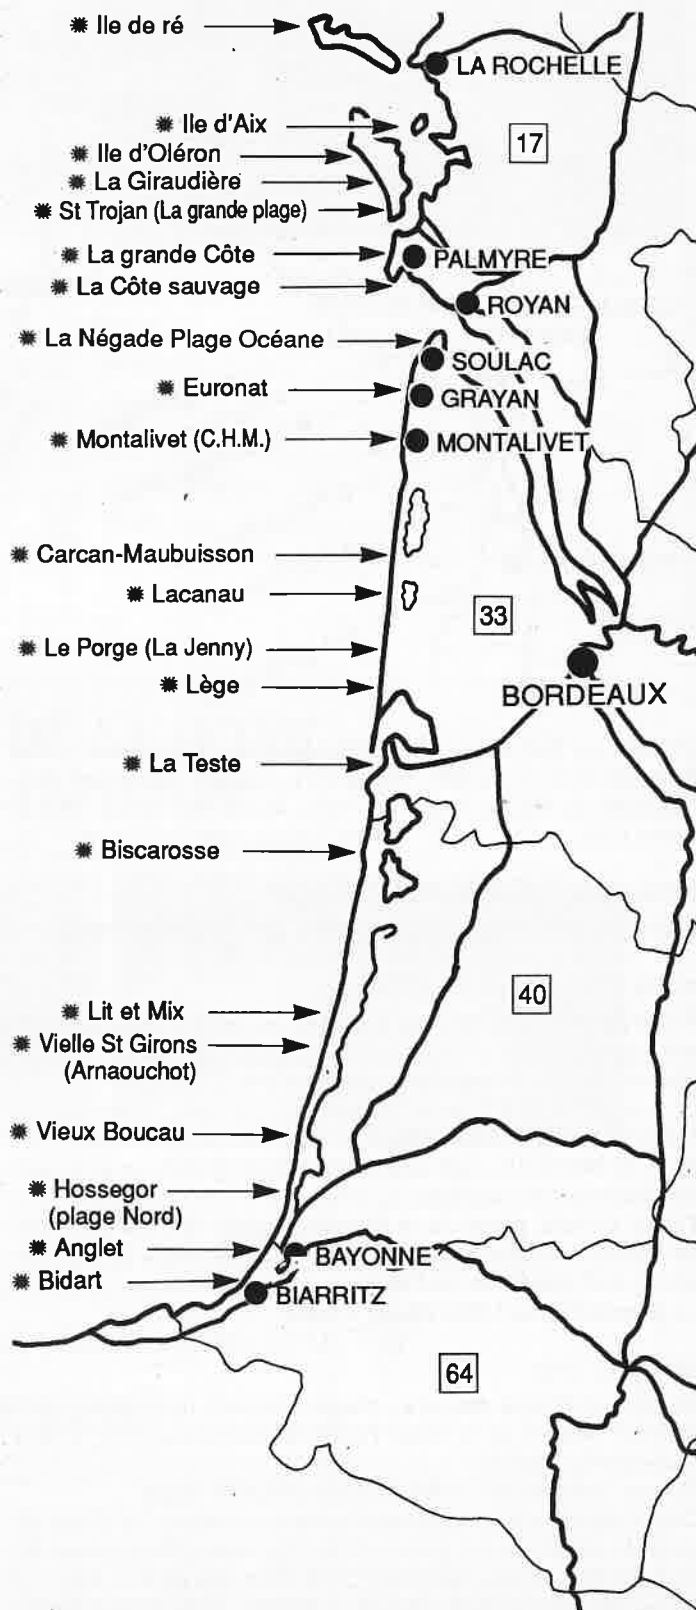 ✷ Ile de ré
LA ROCHELLE
✷ Ile d'Aix
17
✷ Ile d'Oléron
✷ La Giraudière
✷ St Trojan (La grande plage)
✷ La grande Côte
PALMYRE
✷ La Côte sauvage
ROYAN
✷ La Négade Plage Océane
SOULAC
✷ Euronat
GRAYAN
✷ Montalivet (C.H.M.)
MONTALIVET
✷ Carcan-Maubuisson
✷ Lacanau
33
✷ Le Porge (La Jenny)
✷ Lège
BORDEAUX
✷ La Teste
✷ Biscarosse
40
✷ Lit et Mix
✷ Vielle St Girons
(Arnaouchot)
✷ Vieux Boucau
✷ Hossegor
(plage Nord)
✷ Anglet
BAYONNE
✷ Bidart
BIARRITZ
64